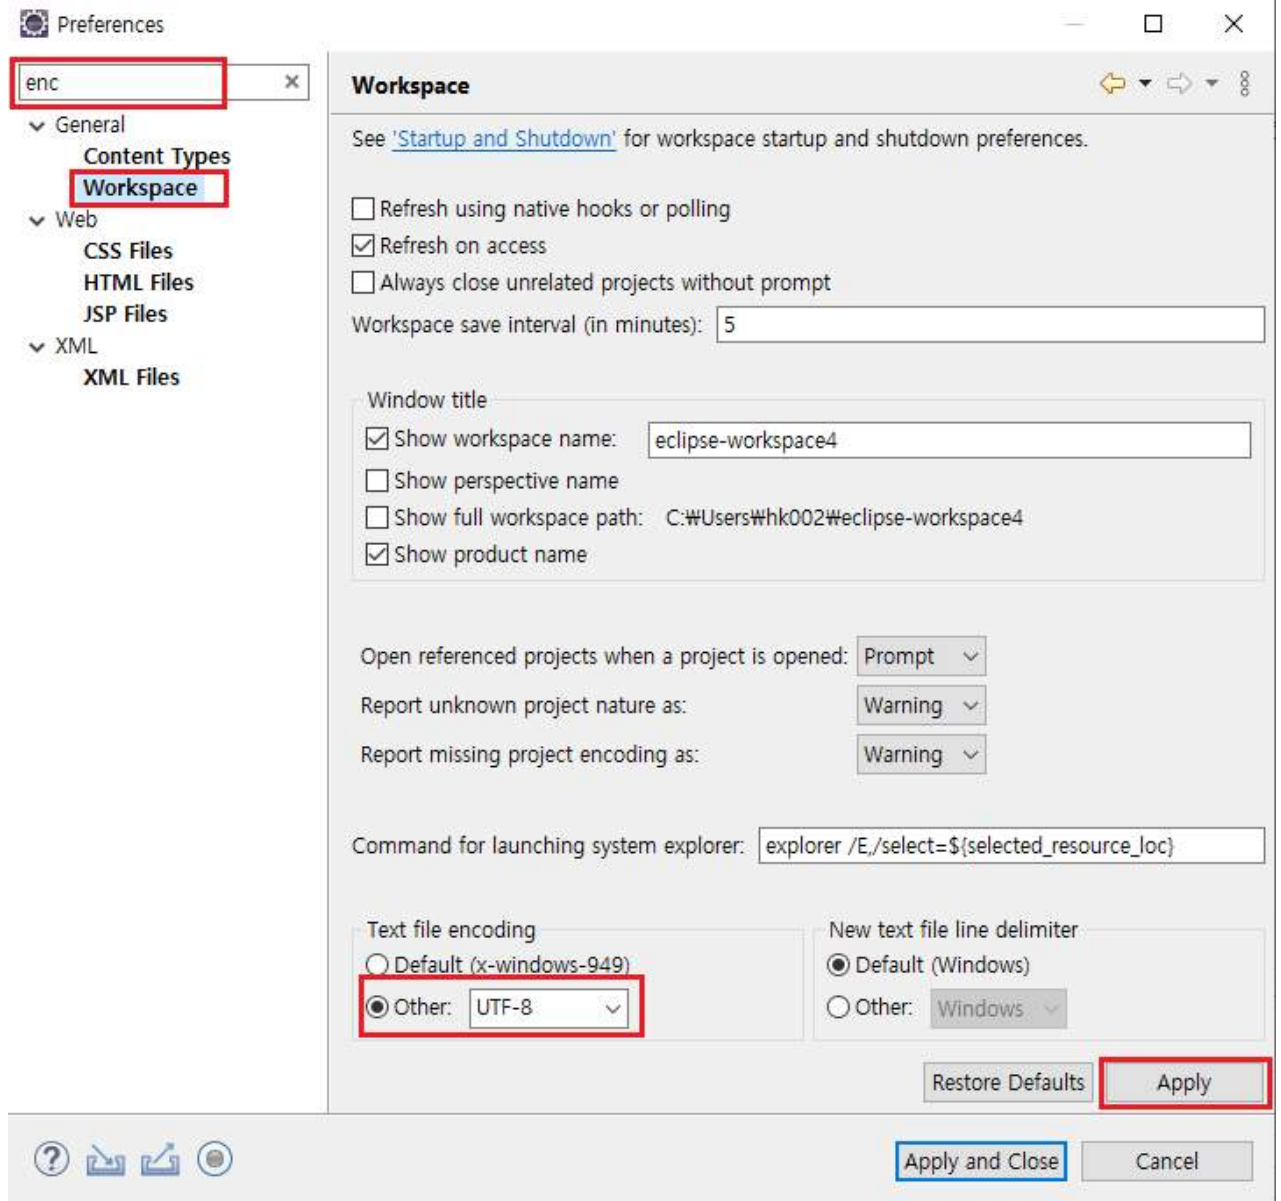 Preferences
enc
Workspace
General
Content Types
Workspace
Web
CSS Files
HTML Files
JSP Files
XML
XML Files
See 'Startup and Shutdown' for workspace startup and shutdown preferences.
Refresh using native hooks or polling
Refresh on access
Always close unrelated projects without prompt
Workspace save interval (in minutes): 5
Window title
Show workspace name: eclipse-workspace4
Show perspective name
Show full workspace path: C:₩Users₩hk002₩eclipse-workspace4
Show product name
Open referenced projects when a project is opened: Prompt
Report unknown project nature as: Warning
Report missing project encoding as: Warning
Command for launching system explorer: explorer /E,/select=${selected_resource_loc}
Text file encoding
Default (x-windows-949)
Other: UTF-8
New text file line delimiter
Default (Windows)
Other: Windows
Restore Defaults Apply
Apply and Close Cancel